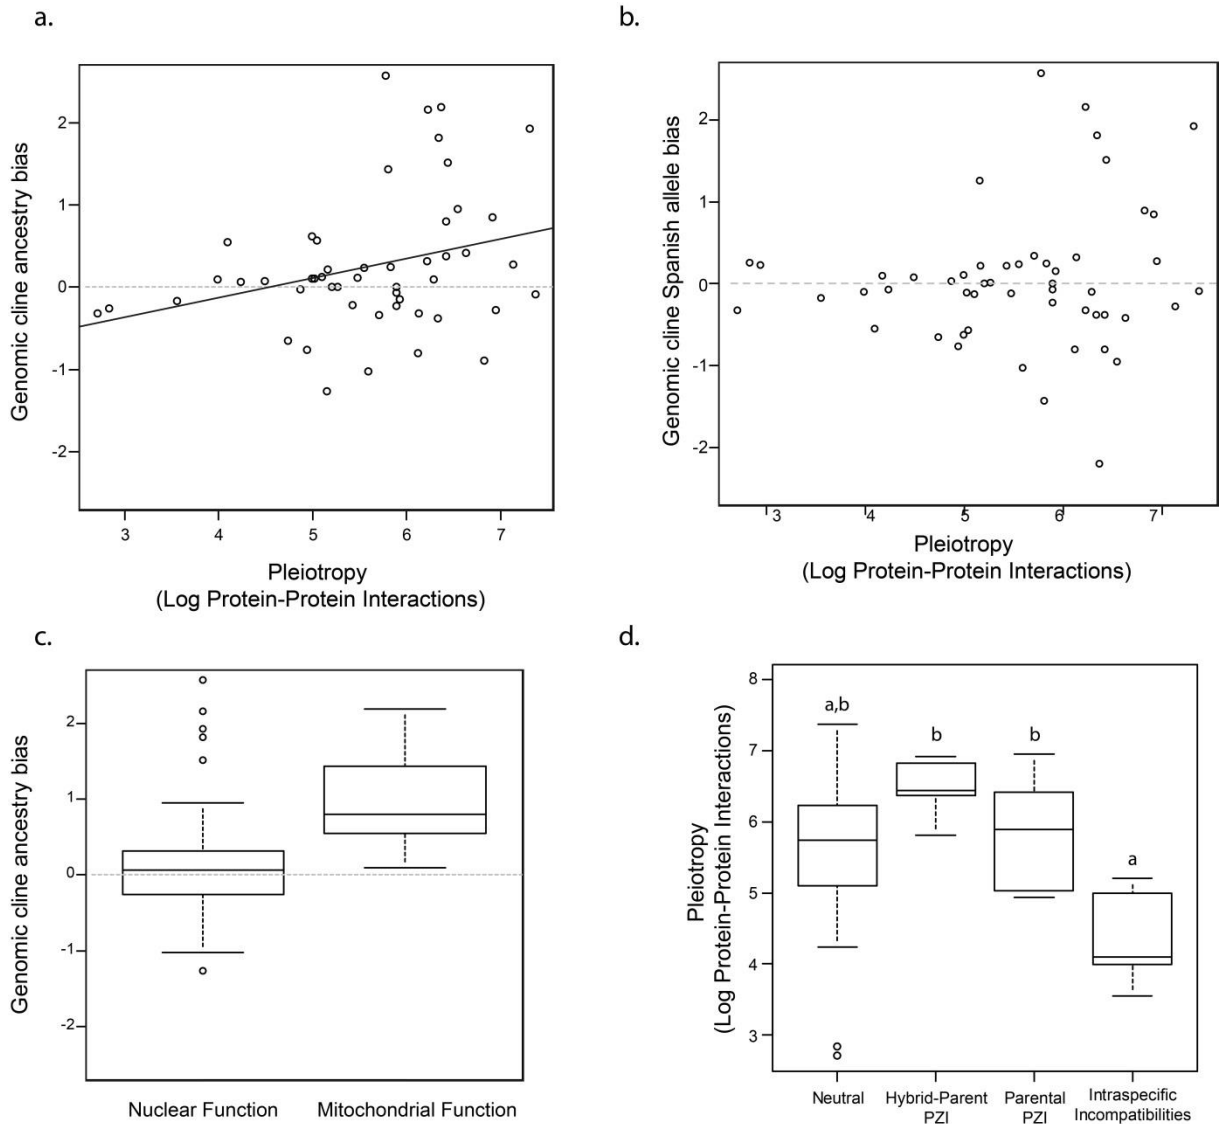 a.
Genomic cline ancestry bias
2
1
0
-1
-2
3 4 5 6 7
Pleiotropy
(Log Protein-Protein Interactions)
b.
Genomic cline Spanish allele bias
2
1
0
-1
-2
3 4 5 6 7
Pleiotropy
(Log Protein-Protein Interactions)
c.
Genomic cline ancestry bias
2
1
0
-1
-2
Nuclear Function Mitochondrial Function
d.
Pleiotropy
(Log Protein-Protein Interactions)
8
7
6
5
4
3
a,b
b
b
a
Neutral
Hybrid-Parent
PZI
Parental
PZI
Intraspecific
Incompatibilities